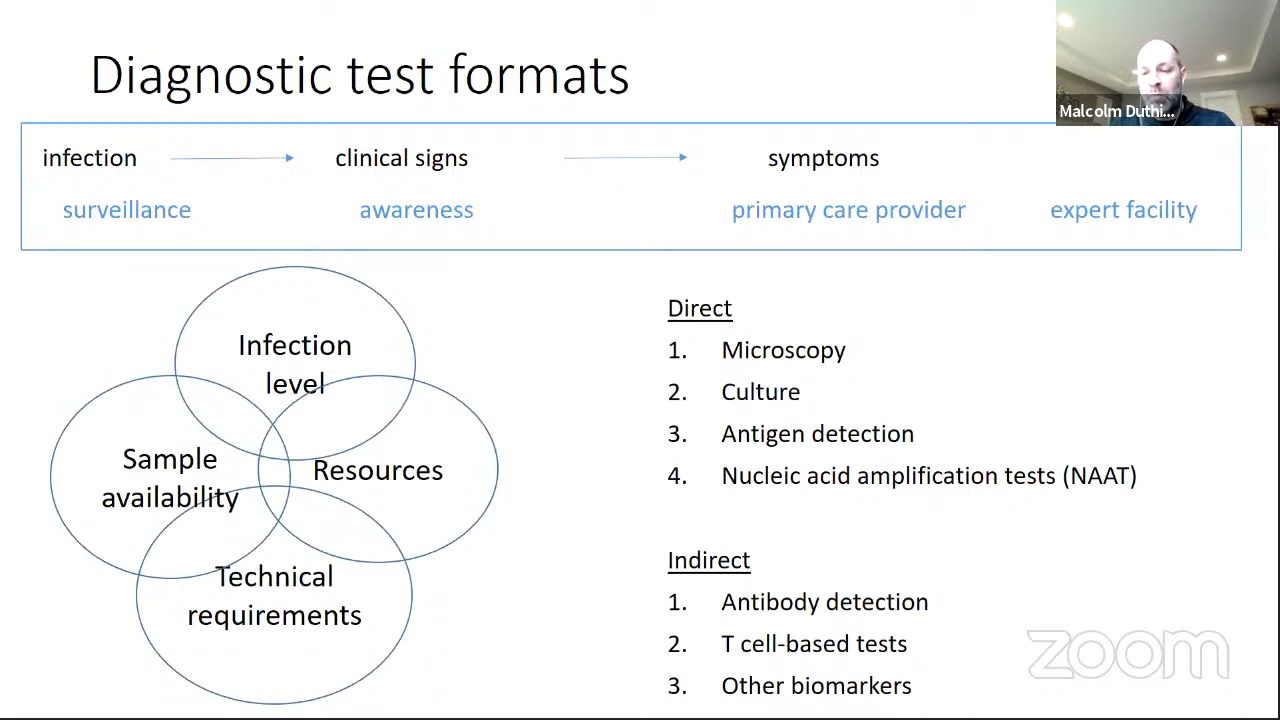 Diagnostic test formats
Malcolm Duthi...
infection clinical signs symptoms
surveillance awareness primary care provider expert facility
Infection
level
Sample
availability
Resources
Technical
requirements
Direct
1. Microscopy
2. Culture
3. Antigen detection
4. Nucleic acid amplification tests (NAAT)
Indirect
1. Antibody detection
2. T cell-based tests
3. Other biomarkers
zoom